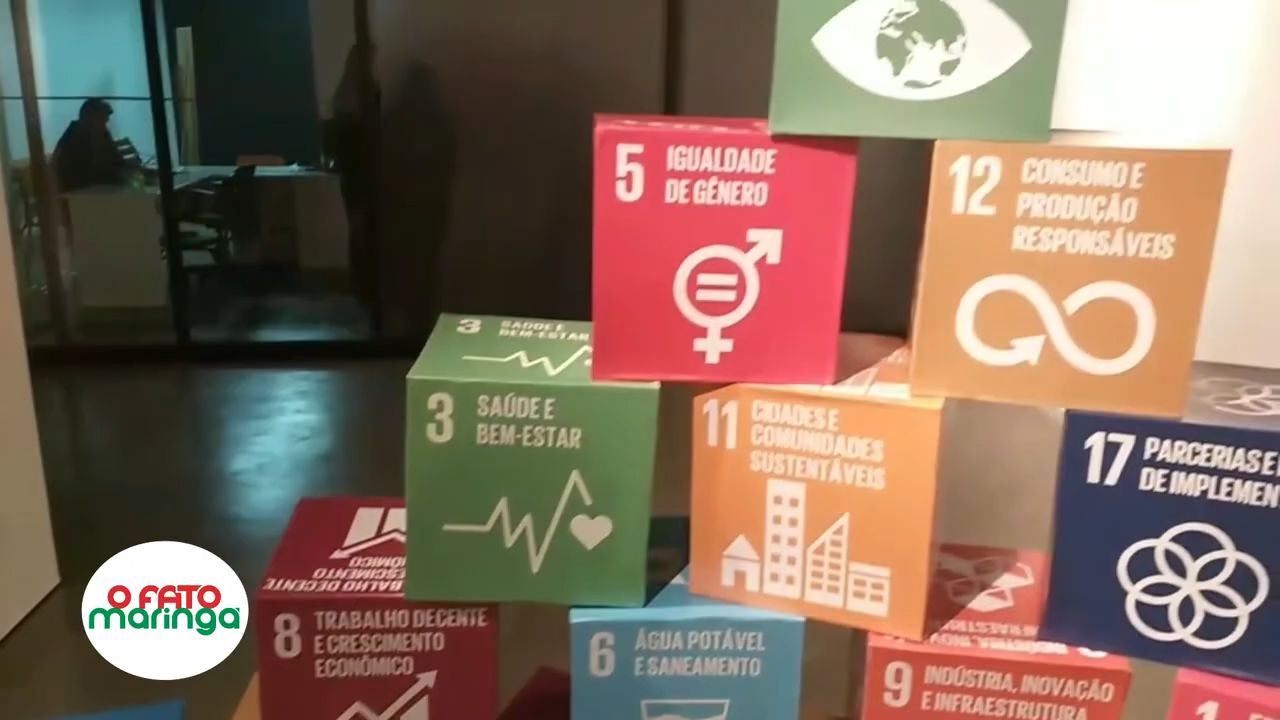 5
IGUALDADE
DE GÊNERO
12
CONSUMO E
PRODUÇÃO
RESPONSÁVEIS
3
SAÚDE E
BEM-ESTAR
3
SAÚDE E
BEM-ESTAR
11
CIDADES E
COMUNIDADES
SUSTENTÁVEIS
17
PARCERIAS E
DE IMPLEMEN
8
TRABALHO DECENTE
E CRESCIMENTO
ECONÔMICO
6
ÁGUA POTÁVEL
E SANEAMENTO
9
INDÚSTRIA, INOVAÇÃO
E INFRAESTRUTURA
O FATO
maringa